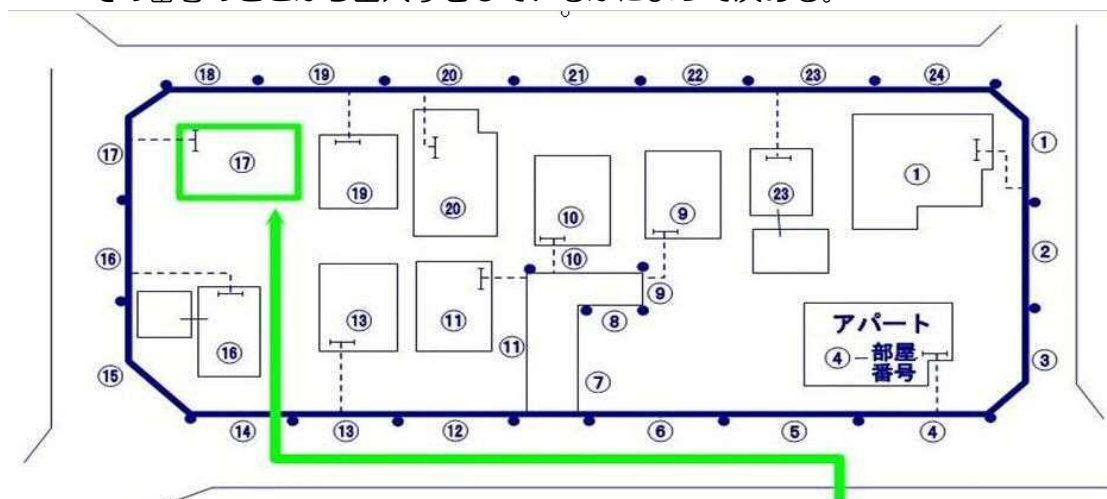 ⑱ ⑲ ⑳ ㉑ ㉒ ㉓ ㉔
⑰ ⑰ ⑲ ⑳ ⑩ ⑨ ㉓ ① ①
⑯ ⑩ ⑨ ②
⑯ ⑬ ⑪ ⑪ ⑧ アパート
④ 部屋
番号
③
⑮ ⑦
⑭ ⑬ ⑫ ⑥ ⑤ ④